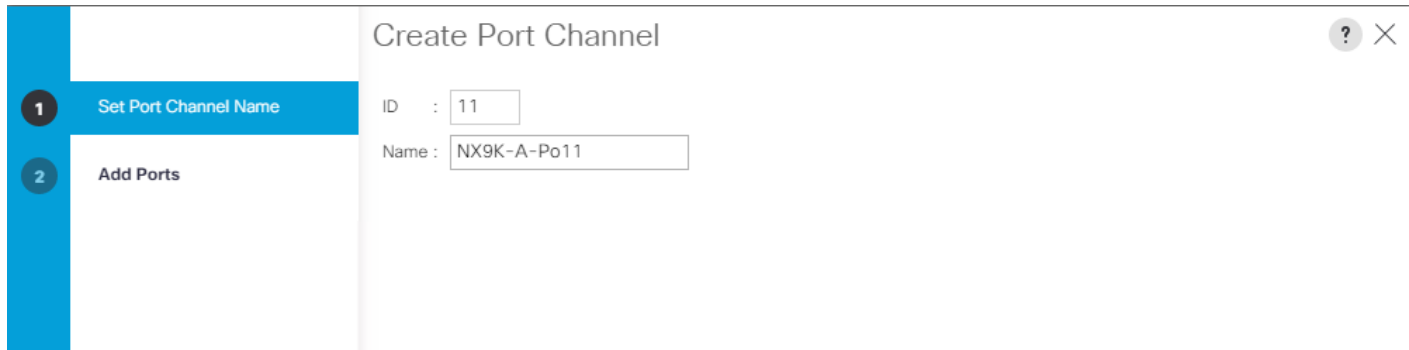 Create Port Channel
? ×
1 Set Port Channel Name
2 Add Ports
ID : 11
Name : NX9K-A-Po11